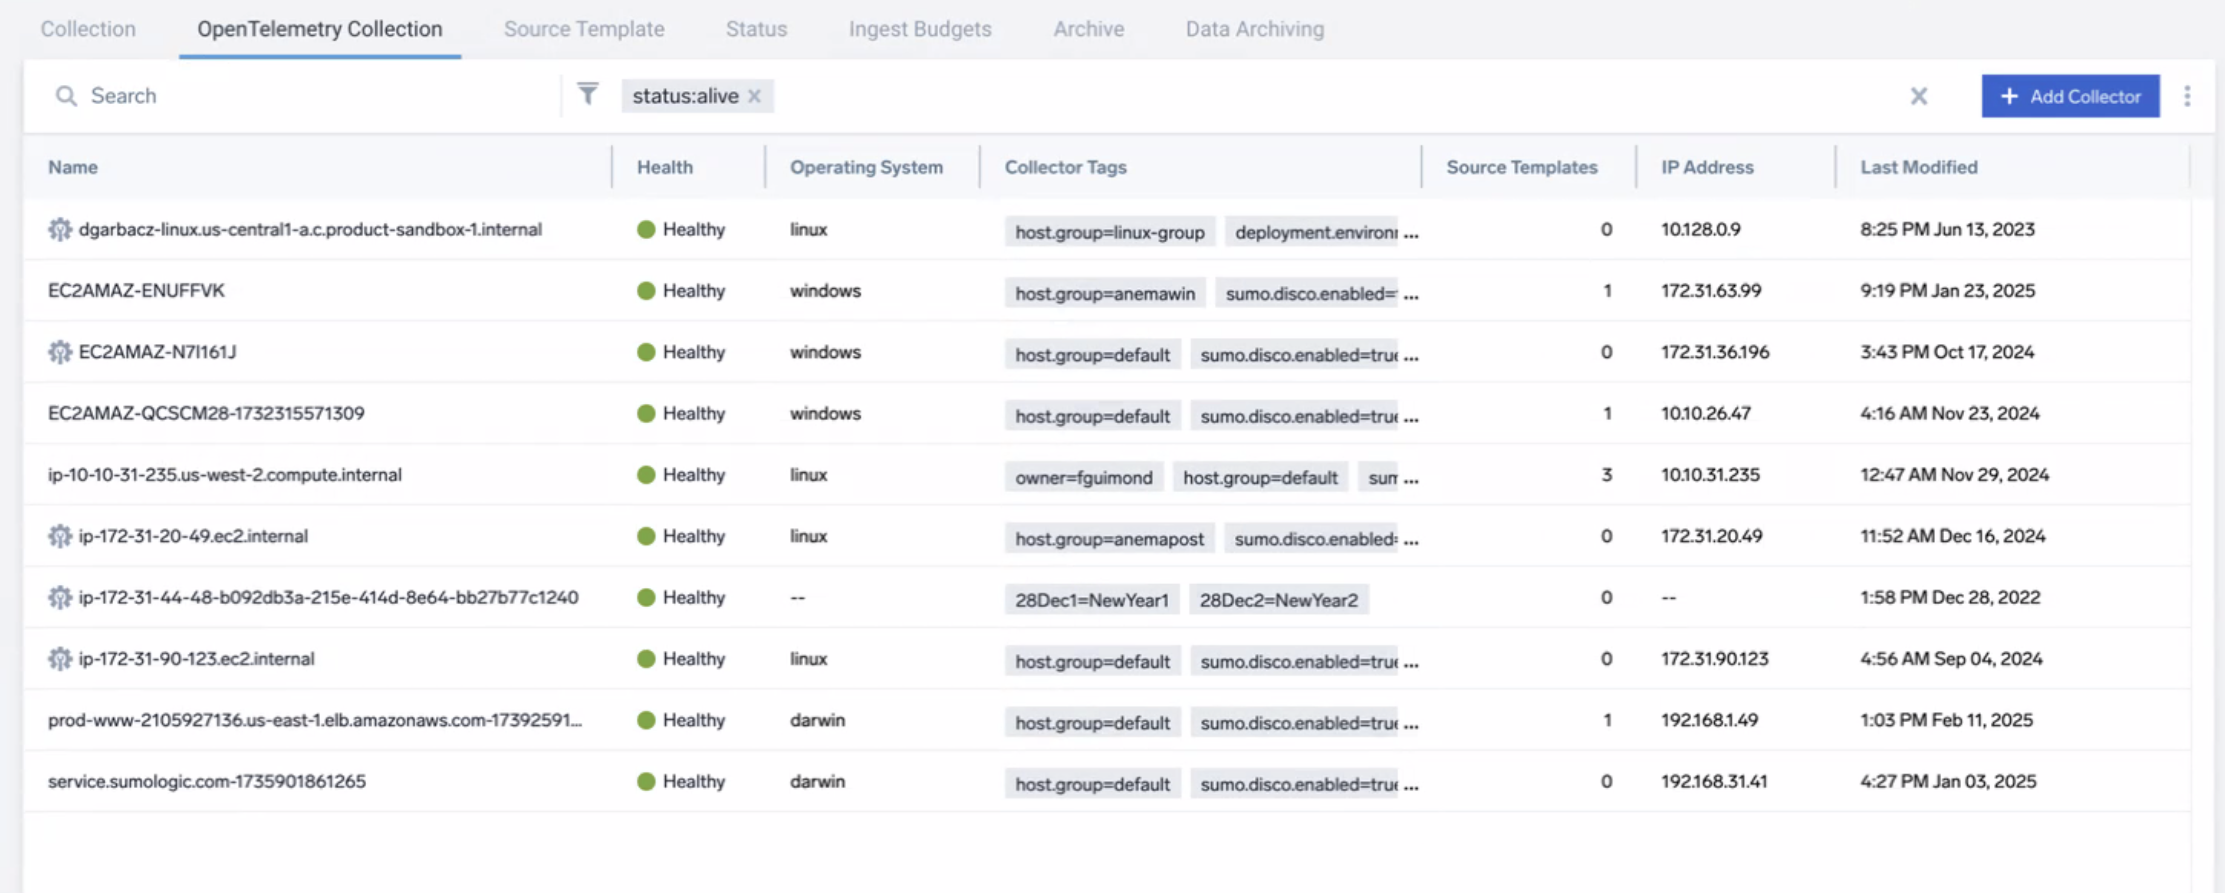 Collection OpenTelemetry Collection Source Template Status Ingest Budgets Archive Data Archiving
Search status:alive Add Collector
Name Health Operating System Collector Tags Source Templates IP Address Last Modified
dgarbacz-linux.us-central1-a.c.product-sandbox-1.internal Healthy linux host.group=linux-group deployment.environ ... 0 10.128.0.9 8:25 PM Jun 13, 2023
EC2AMAZ-ENUFFVK Healthy windows host.group=anemawin sumo.disco.enabled= ... 1 172.31.63.99 9:19 PM Jan 23, 2025
EC2AMAZ-N7I161J Healthy windows host.group=default sumo.disco.enabled=true ... 0 172.31.36.196 3:43 PM Oct 17, 2024
EC2AMAZ-QCSCM28-1732315571309 Healthy windows host.group=default sumo.disco.enabled=true ... 1 10.10.26.47 4:16 AM Nov 23, 2024
ip-10-10-31-235.us-west-2.compute.internal Healthy linux owner=fguimond host.group=default sum ... 3 10.10.31.235 12:47 AM Nov 29, 2024
ip-172-31-20-49.ec2.internal Healthy linux host.group=anemapost sumo.disco.enabled= ... 0 172.31.20.49 11:52 AM Dec 16, 2024
ip-172-31-44-48-b092db3a-215e-414d-8e64-bb27b77c1240 Healthy -- 28Dec1=NewYear1 28Dec2=NewYear2 0 -- 1:58 PM Dec 28, 2022
ip-172-31-90-123.ec2.internal Healthy linux host.group=default sumo.disco.enabled=true ... 0 172.31.90.123 4:56 AM Sep 04, 2024
prod-www-2105927136.us-east-1.elb.amazonaws.com-17392591... Healthy darwin host.group=default sumo.disco.enabled=true ... 1 192.168.1.49 1:03 PM Feb 11, 2025
service.sumologic.com-1735901861265 Healthy darwin host.group=default sumo.disco.enabled=true ... 0 192.168.31.41 4:27 PM Jan 03, 2025